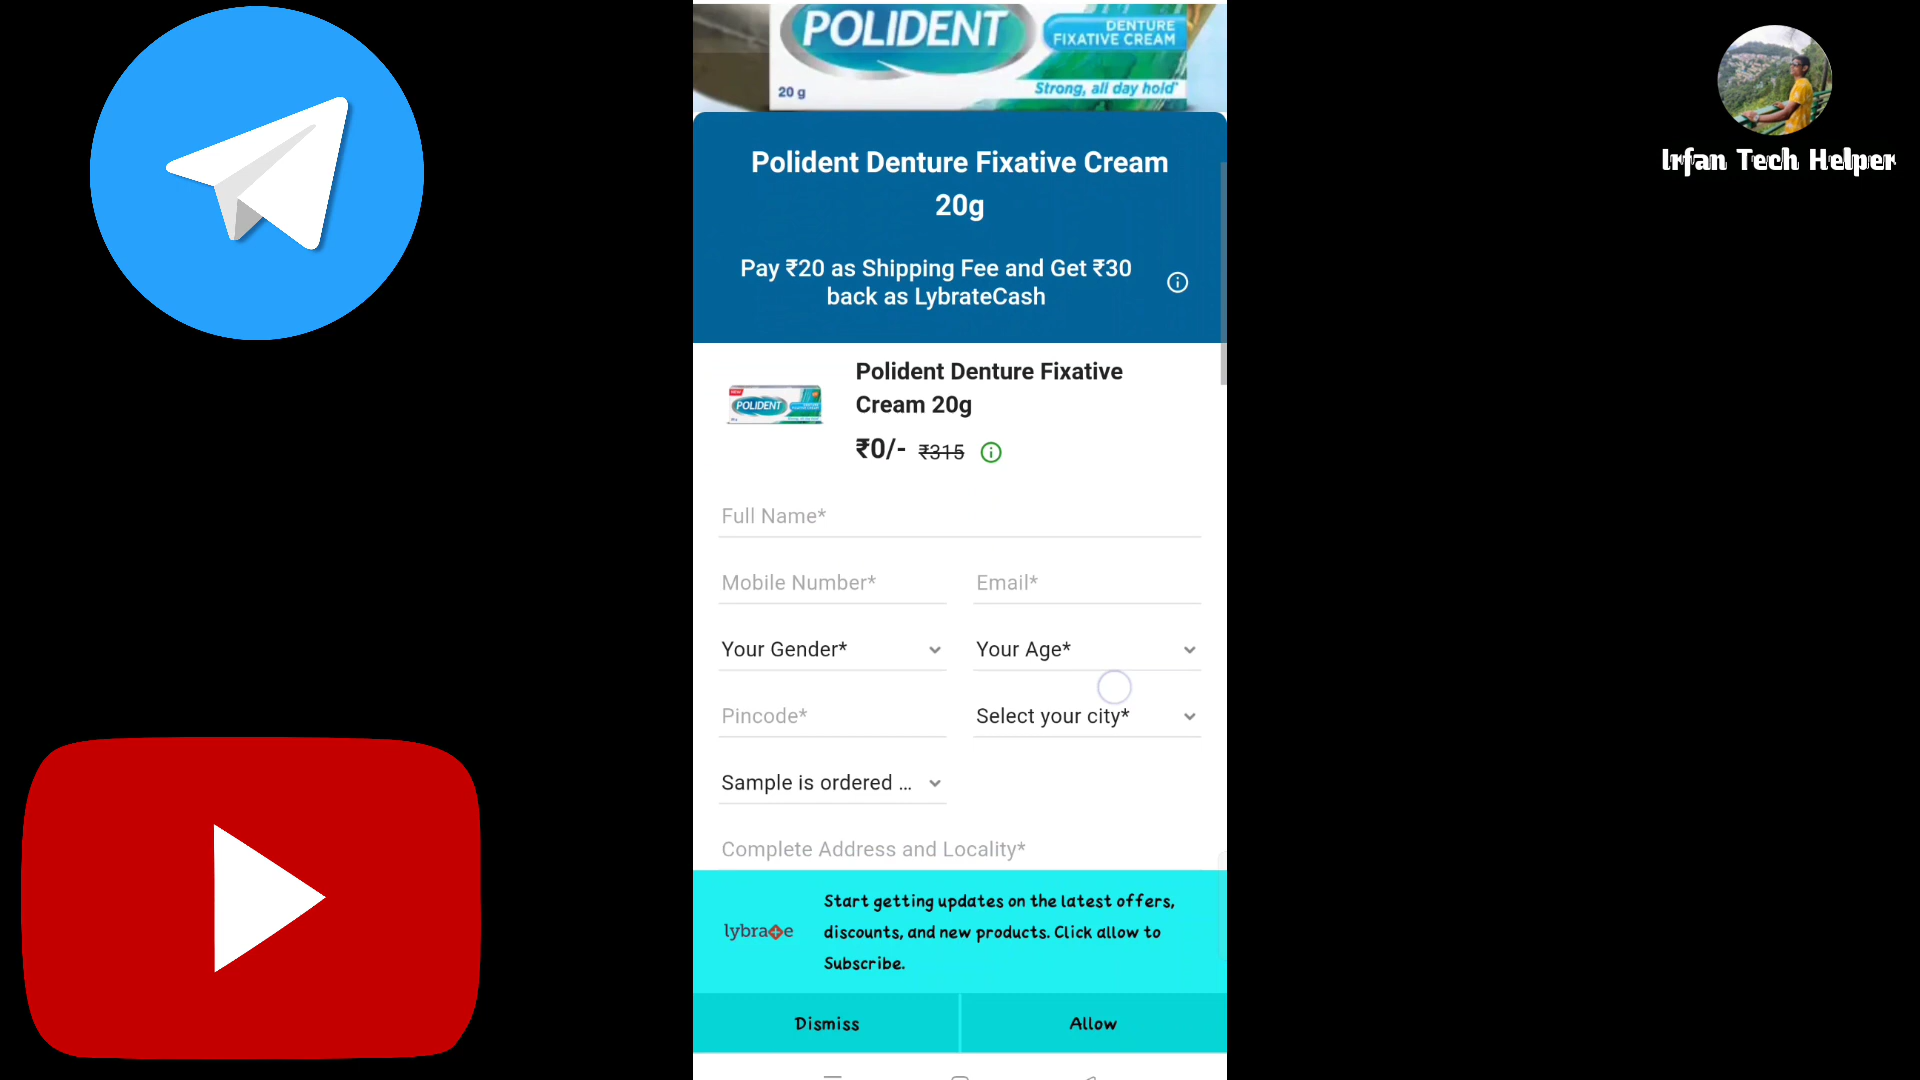 POLIDENT
DENTURE
FIXATIVE CREAM
20 g
Strong, all day hold*
Irfan Tech Helper
Polident Denture Fixative Cream
20g
Pay ₹20 as Shipping Fee and Get ₹30
back as LybrateCash
Polident Denture Fixative
Cream 20g
POLIDENT
₹0/- ₹315
Full Name*
Mobile Number* Email*
Your Gender* Your Age*
Pincode* Select your city*
Sample is ordered ...
Complete Address and Locality*
lybrate
Start getting updates on the latest offers,
discounts, and new products. Click allow to
Subscribe.
Dismiss Allow